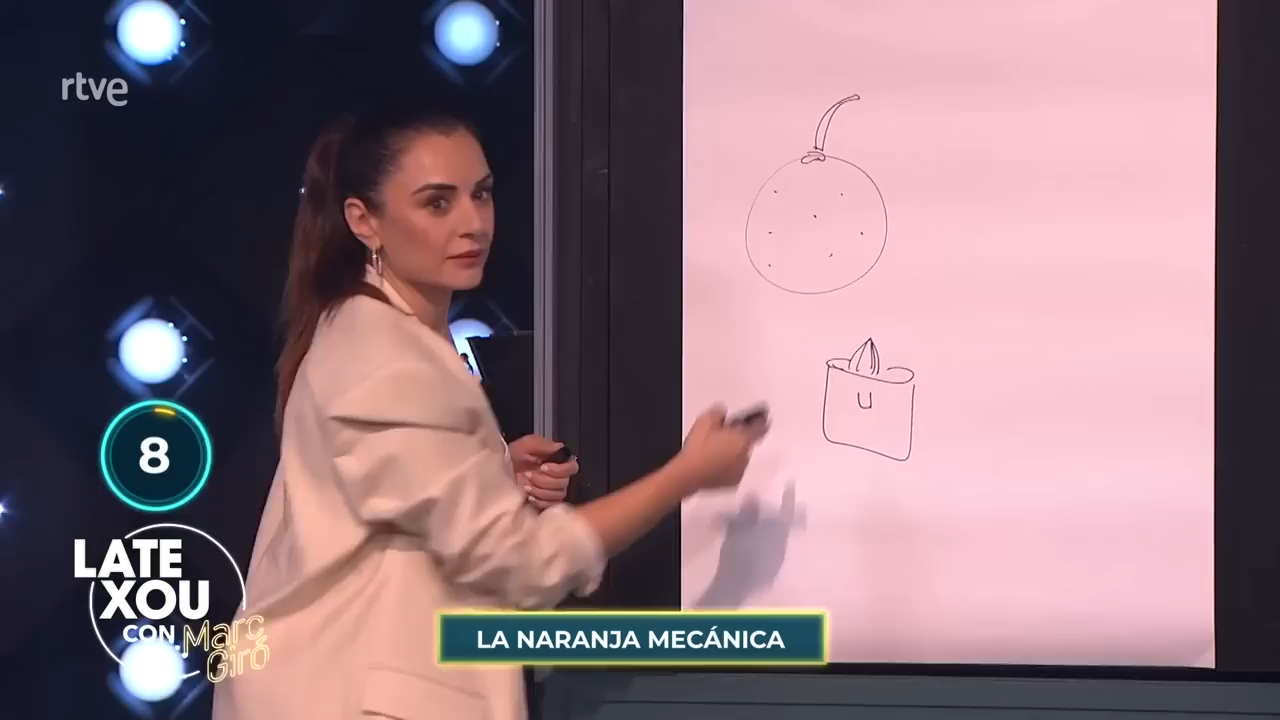 rtve
8
LATE
XOU
CON
Marc
Giró
LA NARANJA MECÁNICA